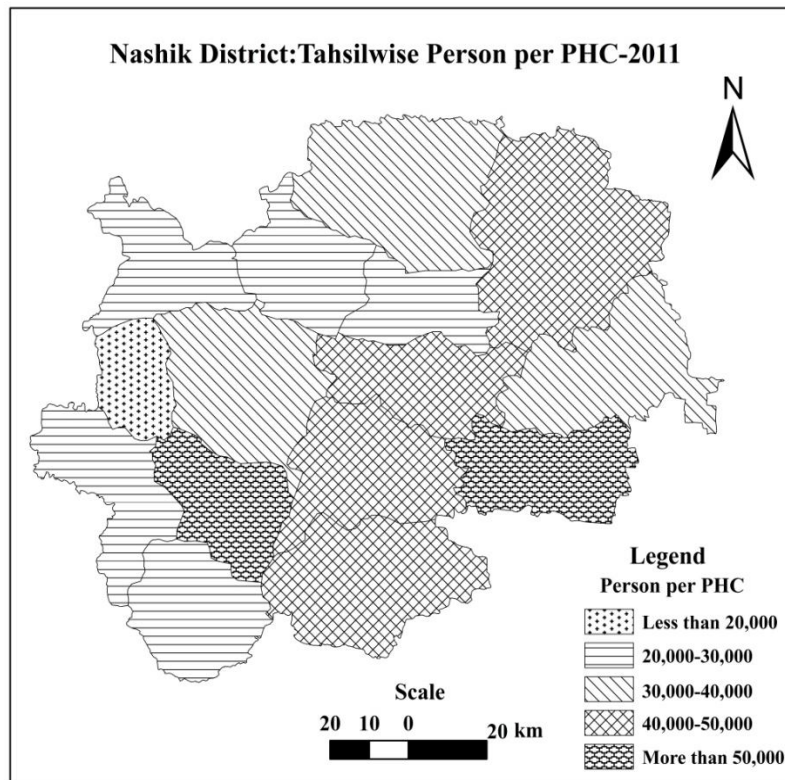 Nashik District:Tahsilwise Person per PHC-2011
N
Legend
Person per PHC
Less than 20,000
20,000-30,000
30,000-40,000
40,000-50,000
More than 50,000
Scale
20 10 0 20 km